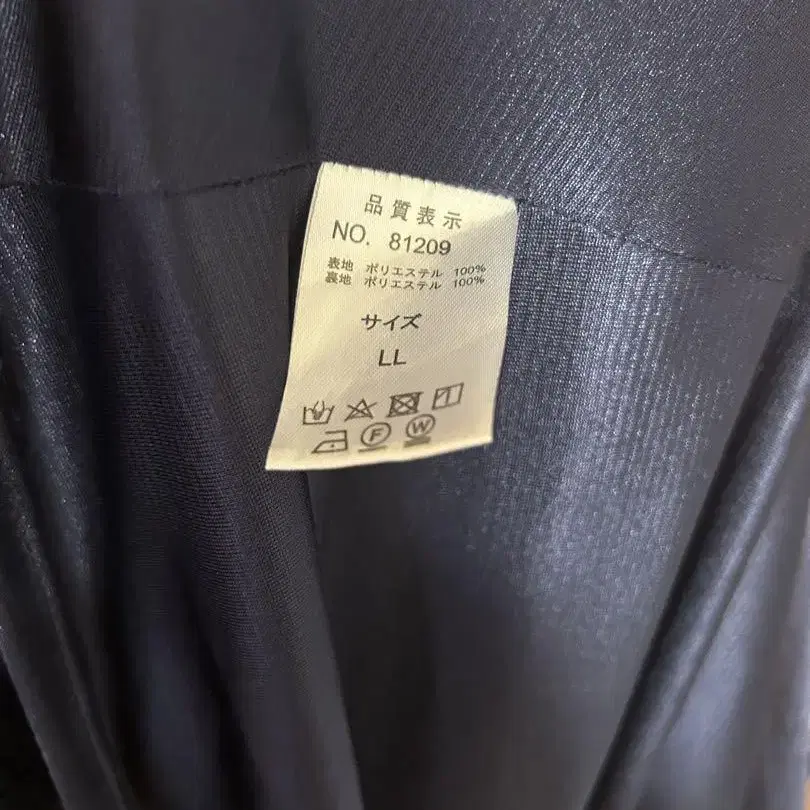 品質表示
NO. 81209
表地 ポリエステル 100%
裏地 ポリエステル 100%
サイズ
LL
F W